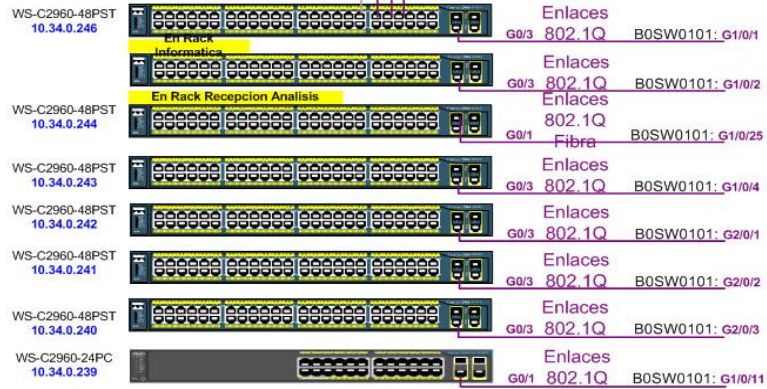 WS-C2960-48PST
10.34.0.246
Enlaces
G0/3 802.1Q B0SW0101: G1/0/1
En Rack
Informatica
Enlaces
G0/3 802.1Q B0SW0101: G1/0/2
En Rack Recepcion Analisis
WS-C2960-48PST
10.34.0.244
Enlaces
802.1Q
G0/1 Fibra B0SW0101: G1/0/25
WS-C2960-48PST
10.34.0.243
Enlaces
G0/3 802.1Q B0SW0101: G1/0/4
WS-C2960-48PST
10.34.0.242
Enlaces
G0/3 802.1Q B0SW0101: G2/0/1
WS-C2960-48PST
10.34.0.241
Enlaces
G0/3 802.1Q B0SW0101: G2/0/2
WS-C2960-48PST
10.34.0.240
Enlaces
G0/3 802.1Q B0SW0101: G2/0/3
WS-C2960-24PC
10.34.0.239
Enlaces
G0/1 802.1Q B0SW0101: G1/0/11